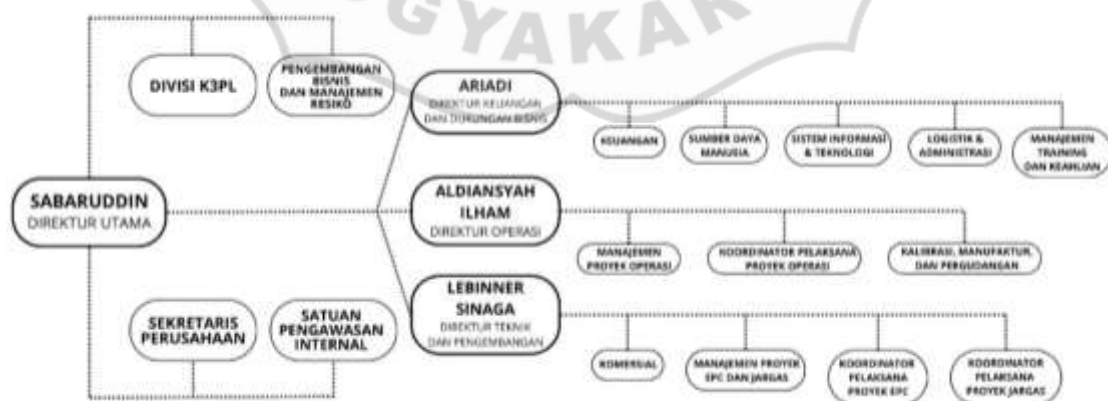 OGYAKAR
DIVISI K3PL
PENGEMBANGAN
BISNIS
DAN MANAJEMEN
RESIKO
ARIADI
DIREKTUR KEUANGAN
DAN DUKUNGAN BISNIS
KEUANGAN
SUMBER DAYA
MANUSIA
SISTEM INFORMASI
& TEKNOLOGI
LOGISTIK &
ADMINISTRASI
MANAJEMEN
TRAINING
DAN KEAHLIAN
SABARUDDIN
DIREKTUR UTAMA
ALDIANSYAH
ILHAM
DIREKTUR OPERASI
MANAJEMEN
PROYEK OPERASI
KOORDINATOR PELAKSANA
PROYEK OPERASI
KALIBRASI, MANUFAKTUR,
DAN PERGUDANGAN
SEKRETARIS
PERUSAHAAN
SATUAN
PENGAWASAN
INTERNAL
LEBINNER
SINAGA
DIREKTUR TEKNIK
DAN PENGEMBANGAN
KOMERSIAL
MANAJEMEN PROYEK
EPC DAN JARGAS
KOORDINATOR
PELAKSANA
PROYEK EPC
KOORDINATOR
PELAKSANA
PROYEK JARGAS